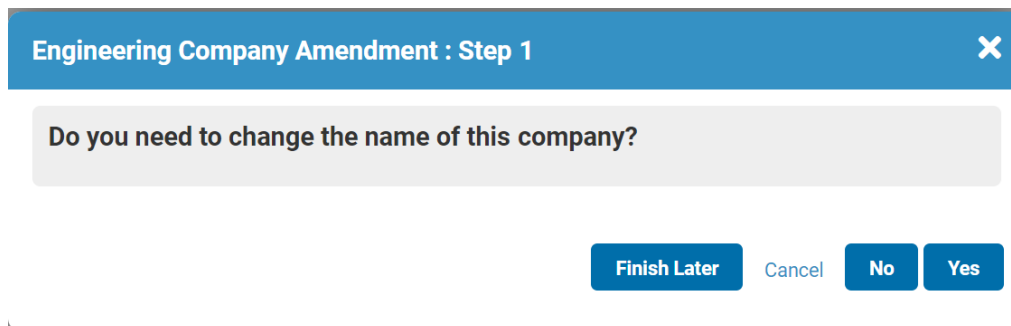 Engineering Company Amendment : Step 1
Do you need to change the name of this company?
Finish Later Cancel No Yes